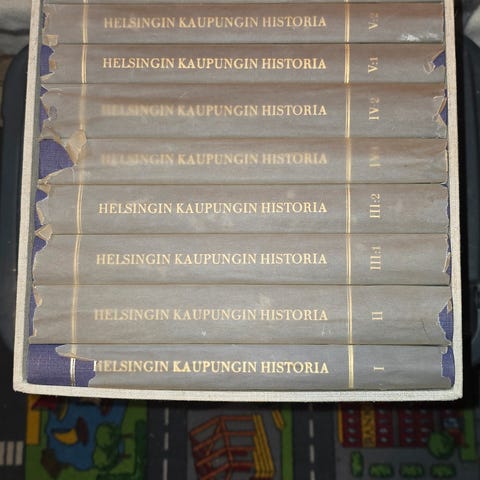 HELSINGIN KAUPUNGIN HISTORIA V:2
HELSINGIN KAUPUNGIN HISTORIA V:1
HELSINGIN KAUPUNGIN HISTORIA IV:2
HELSINGIN KAUPUNGIN HISTORIA
HELSINGIN KAUPUNGIN HISTORIA III:2
HELSINGIN KAUPUNGIN HISTORIA III:1
HELSINGIN KAUPUNGIN HISTORIA II
HELSINGIN KAUPUNGIN HISTORIA I